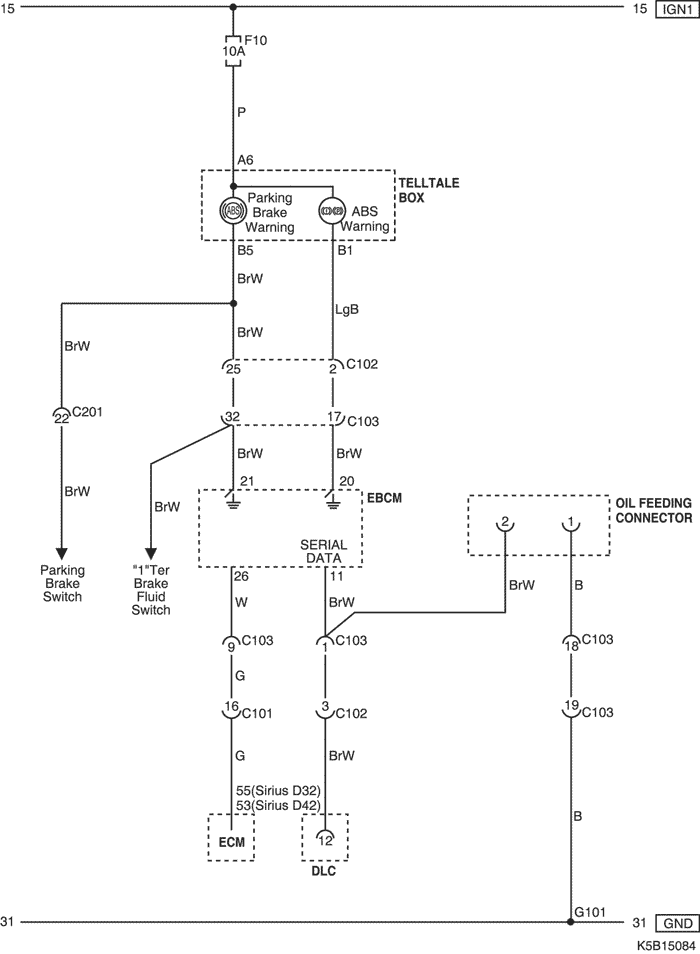 15
15 IGN1
F10
10A
P
A6
TELLTALE
BOX
ABS
Parking
Brake
Warning
ABS
Warning
B5
B1
BrW
LgB
BrW
BrW
25
2
C102
22
C201
32
17
C103
BrW
BrW
BrW
BrW
21
20
EBCM
SERIAL
DATA
OIL FEEDING
CONNECTOR
2
1
Parking
Brake
Switch
"1"Ter
Brake
Fluid
Switch
26
11
W
BrW
BrW
B
9
C103
1
C103
18
C103
G
16
C101
3
C102
19
C103
G
BrW
55(Sirius D32)
53(Sirius D42)
B
ECM
12
DLC
G101
31
31 GND
K5B15084